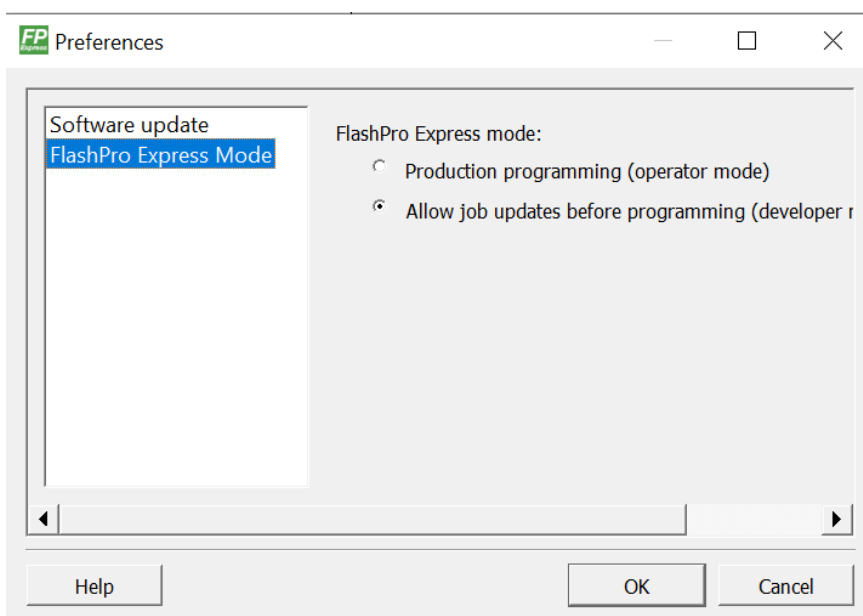 FP
Express
Preferences
Software update
FlashPro Express Mode
FlashPro Express mode:
Production programming (operator mode)
Allow job updates before programming (developer
Help
OK
Cancel